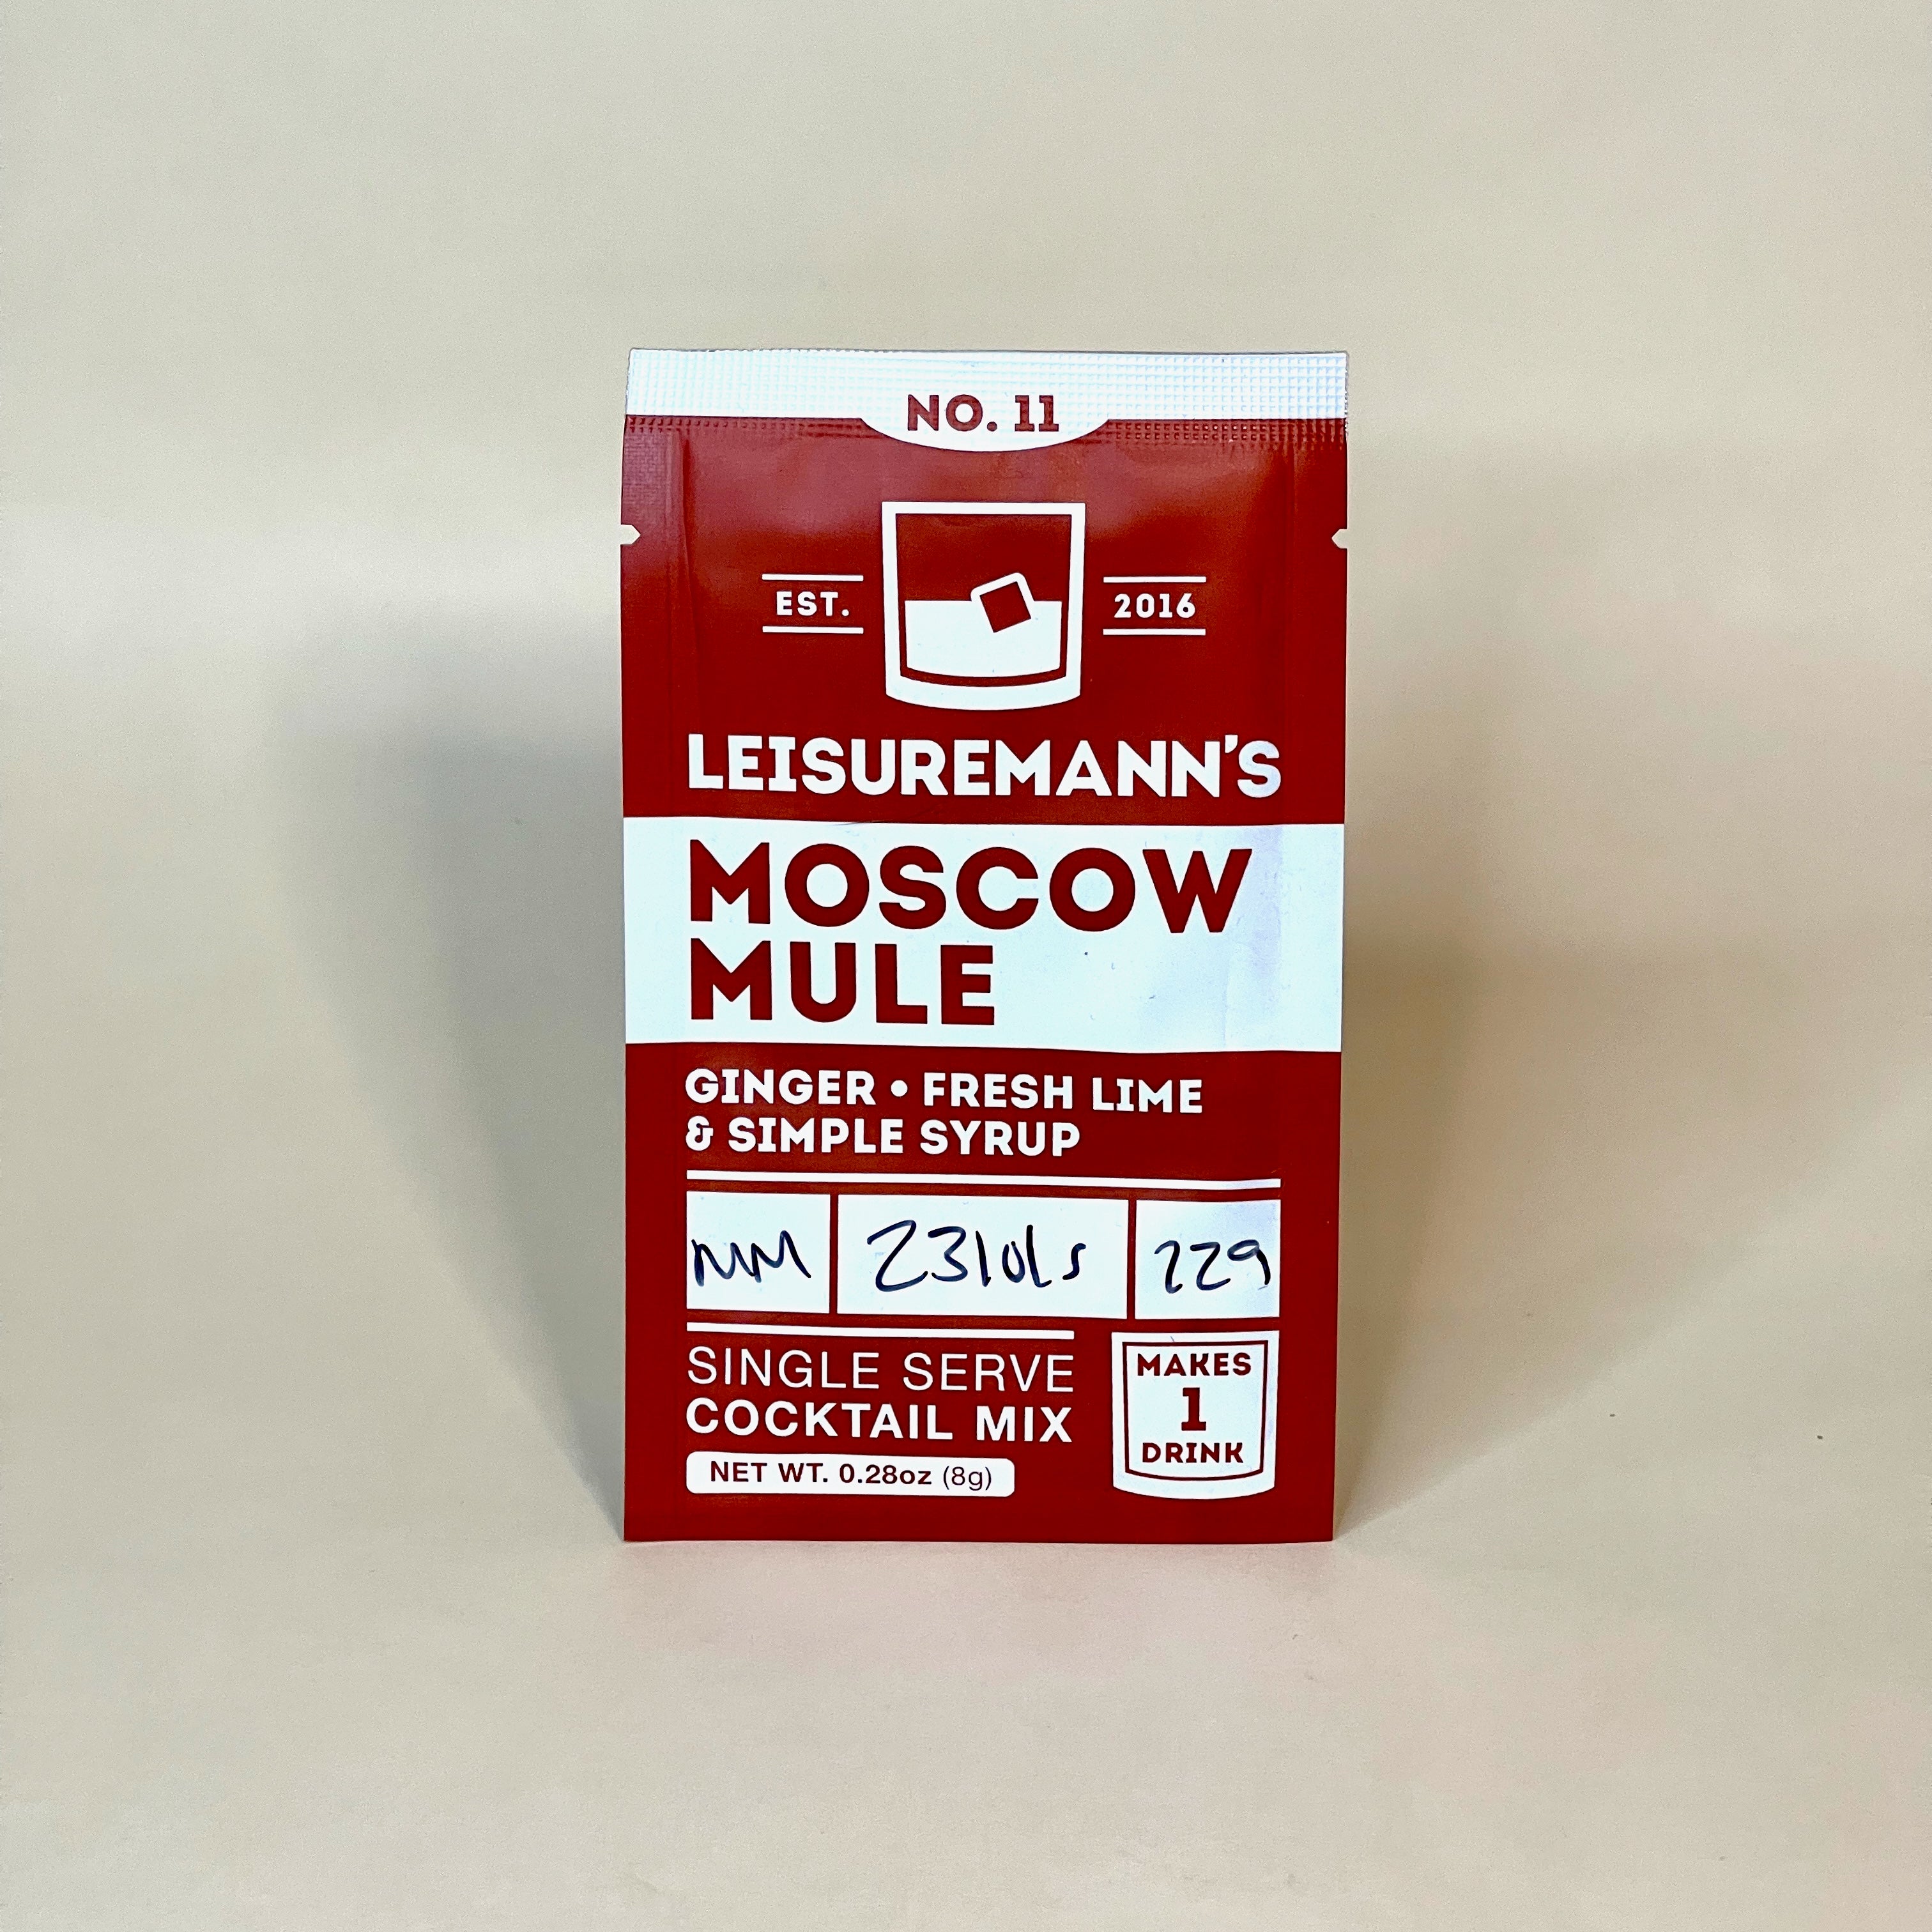 NO. 11
EST. 2016
LEISUREMANN'S
MOSCOW
MULE
GINGER • FRESH LIME
& SIMPLE SYRUP
229
SINGLE SERVE
COCKTAIL MIX
NET WT. 0.28oz (8g)
MAKES
1
DRINK